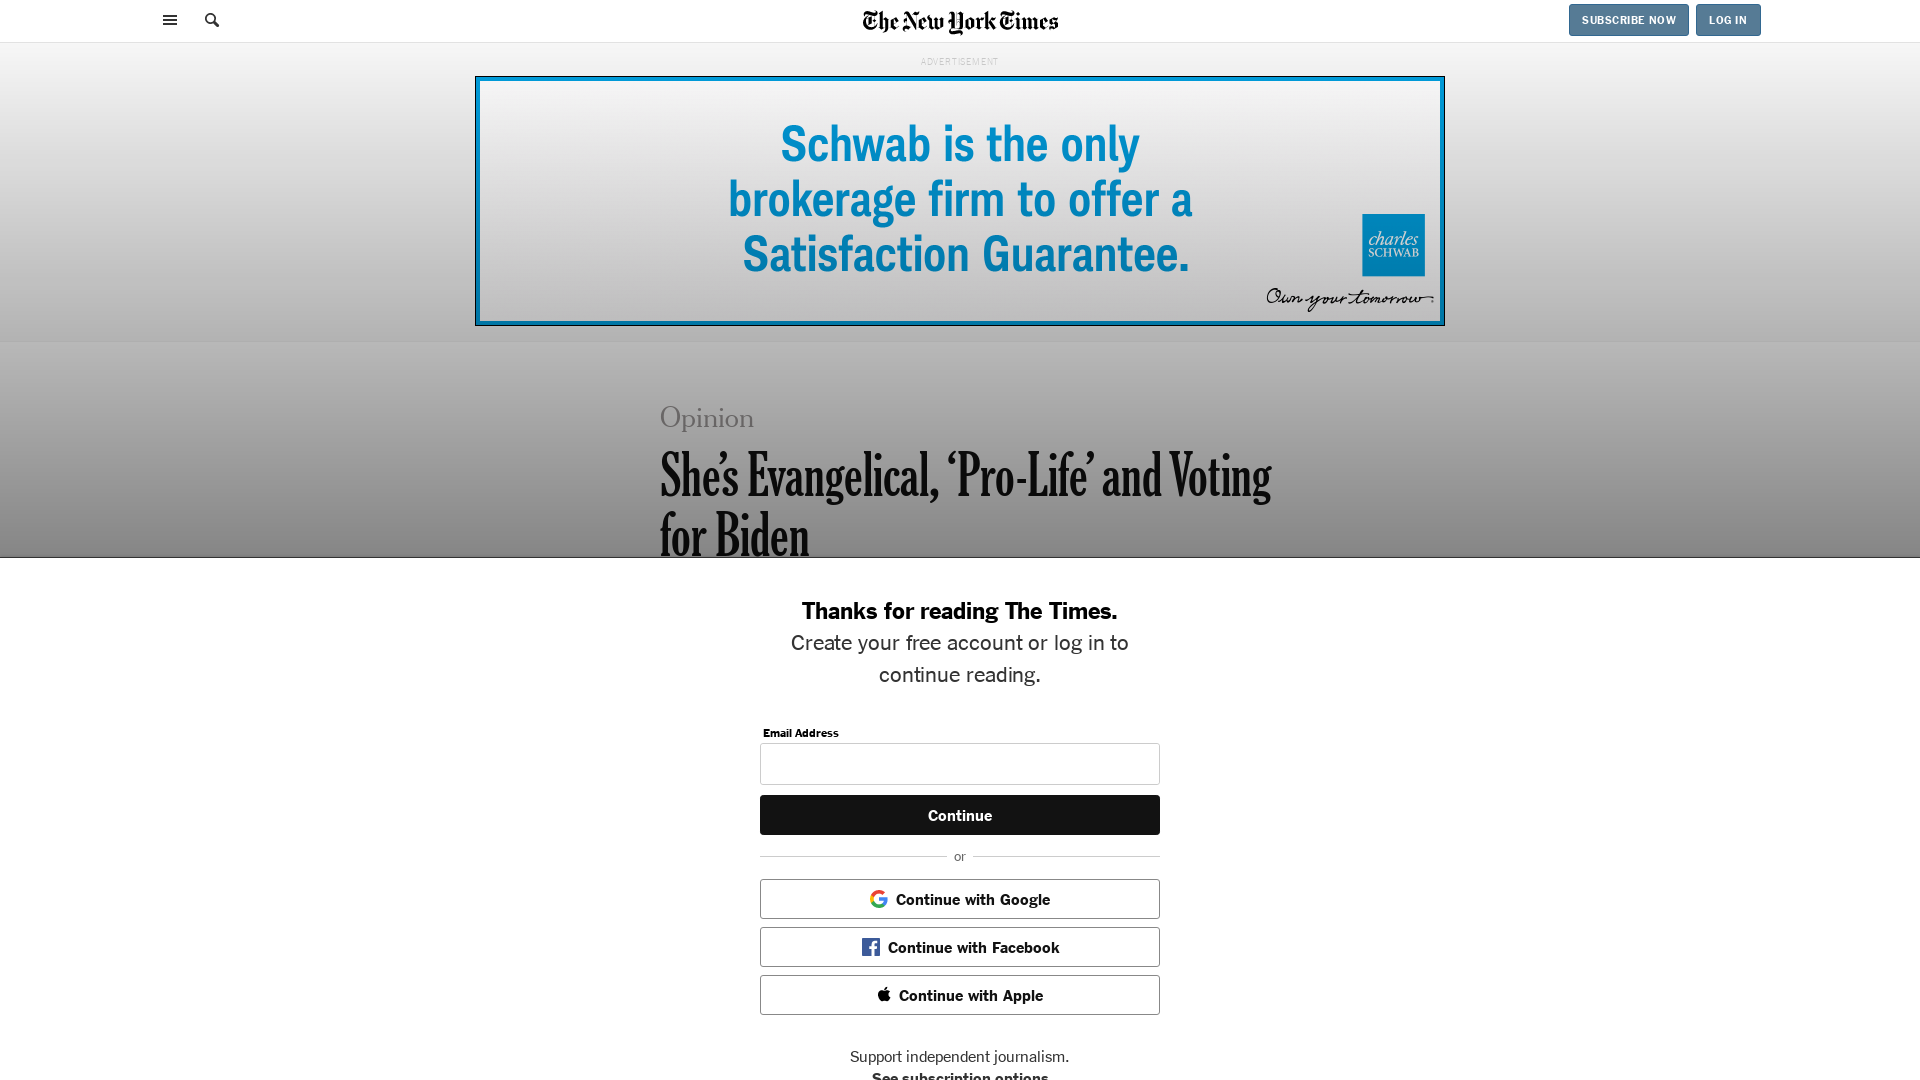 The New York Times
SUBSCRIBE NOW
LOG IN
ADVERTISEMENT
Schwab is the only
brokerage firm to offer a
Satisfaction Guarantee.
charles
SCHWAB
Own your tomorrow
Opinion
She’s Evangelical, ‘Pro-Life’ and Voting
for Biden
Thanks for reading The Times.
Create your free account or log in to
continue reading.
Email Address
Continue
or
Continue with Google
Continue with Facebook
Continue with Apple
Support independent journalism.
See subscription options